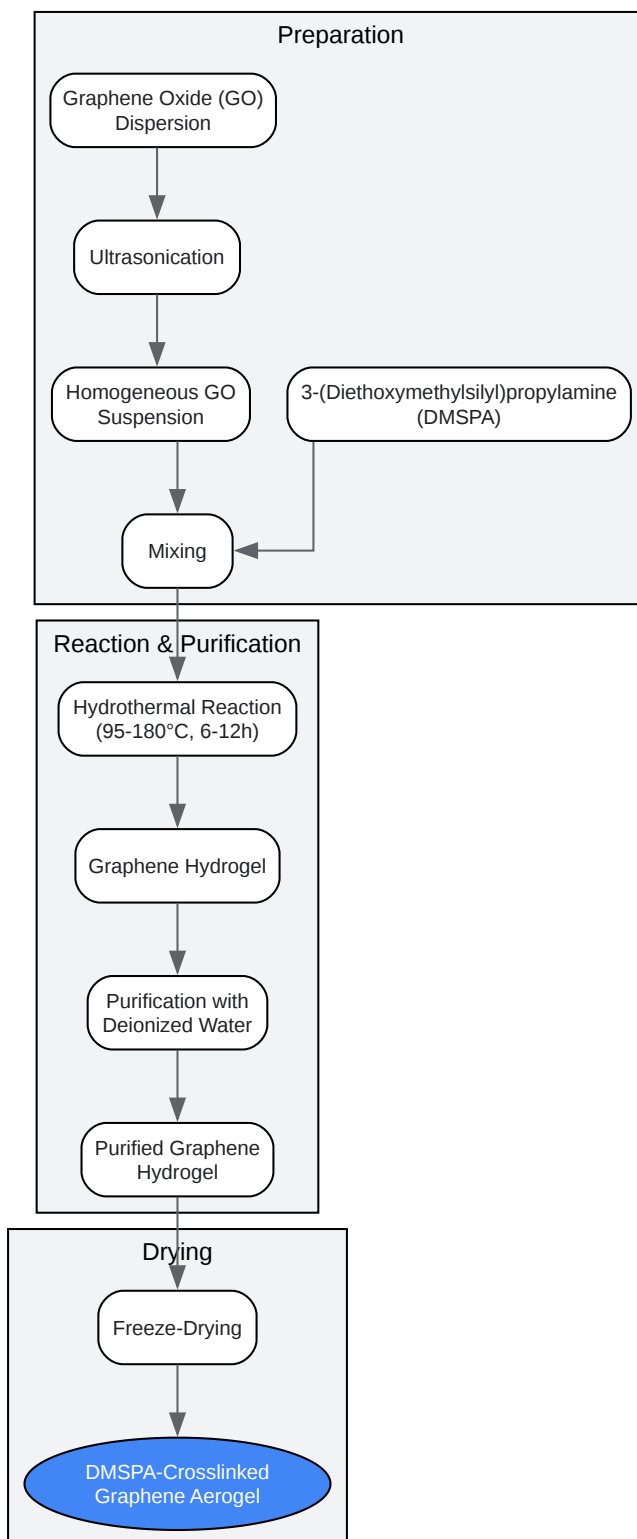 Preparation
Graphene Oxide (GO)
Dispersion
Ultrasonication
Homogeneous GO
Suspension
3-(Diethoxymethylsilyl)propylamine
(DMSPA)
Mixing
Reaction & Purification
Hydrothermal Reaction
(95-180°C, 6-12h)
Graphene Hydrogel
Purification with
Deionized Water
Purified Graphene
Hydrogel
Drying
Freeze-Drying
DMSPA-Crosslinked
Graphene Aerogel